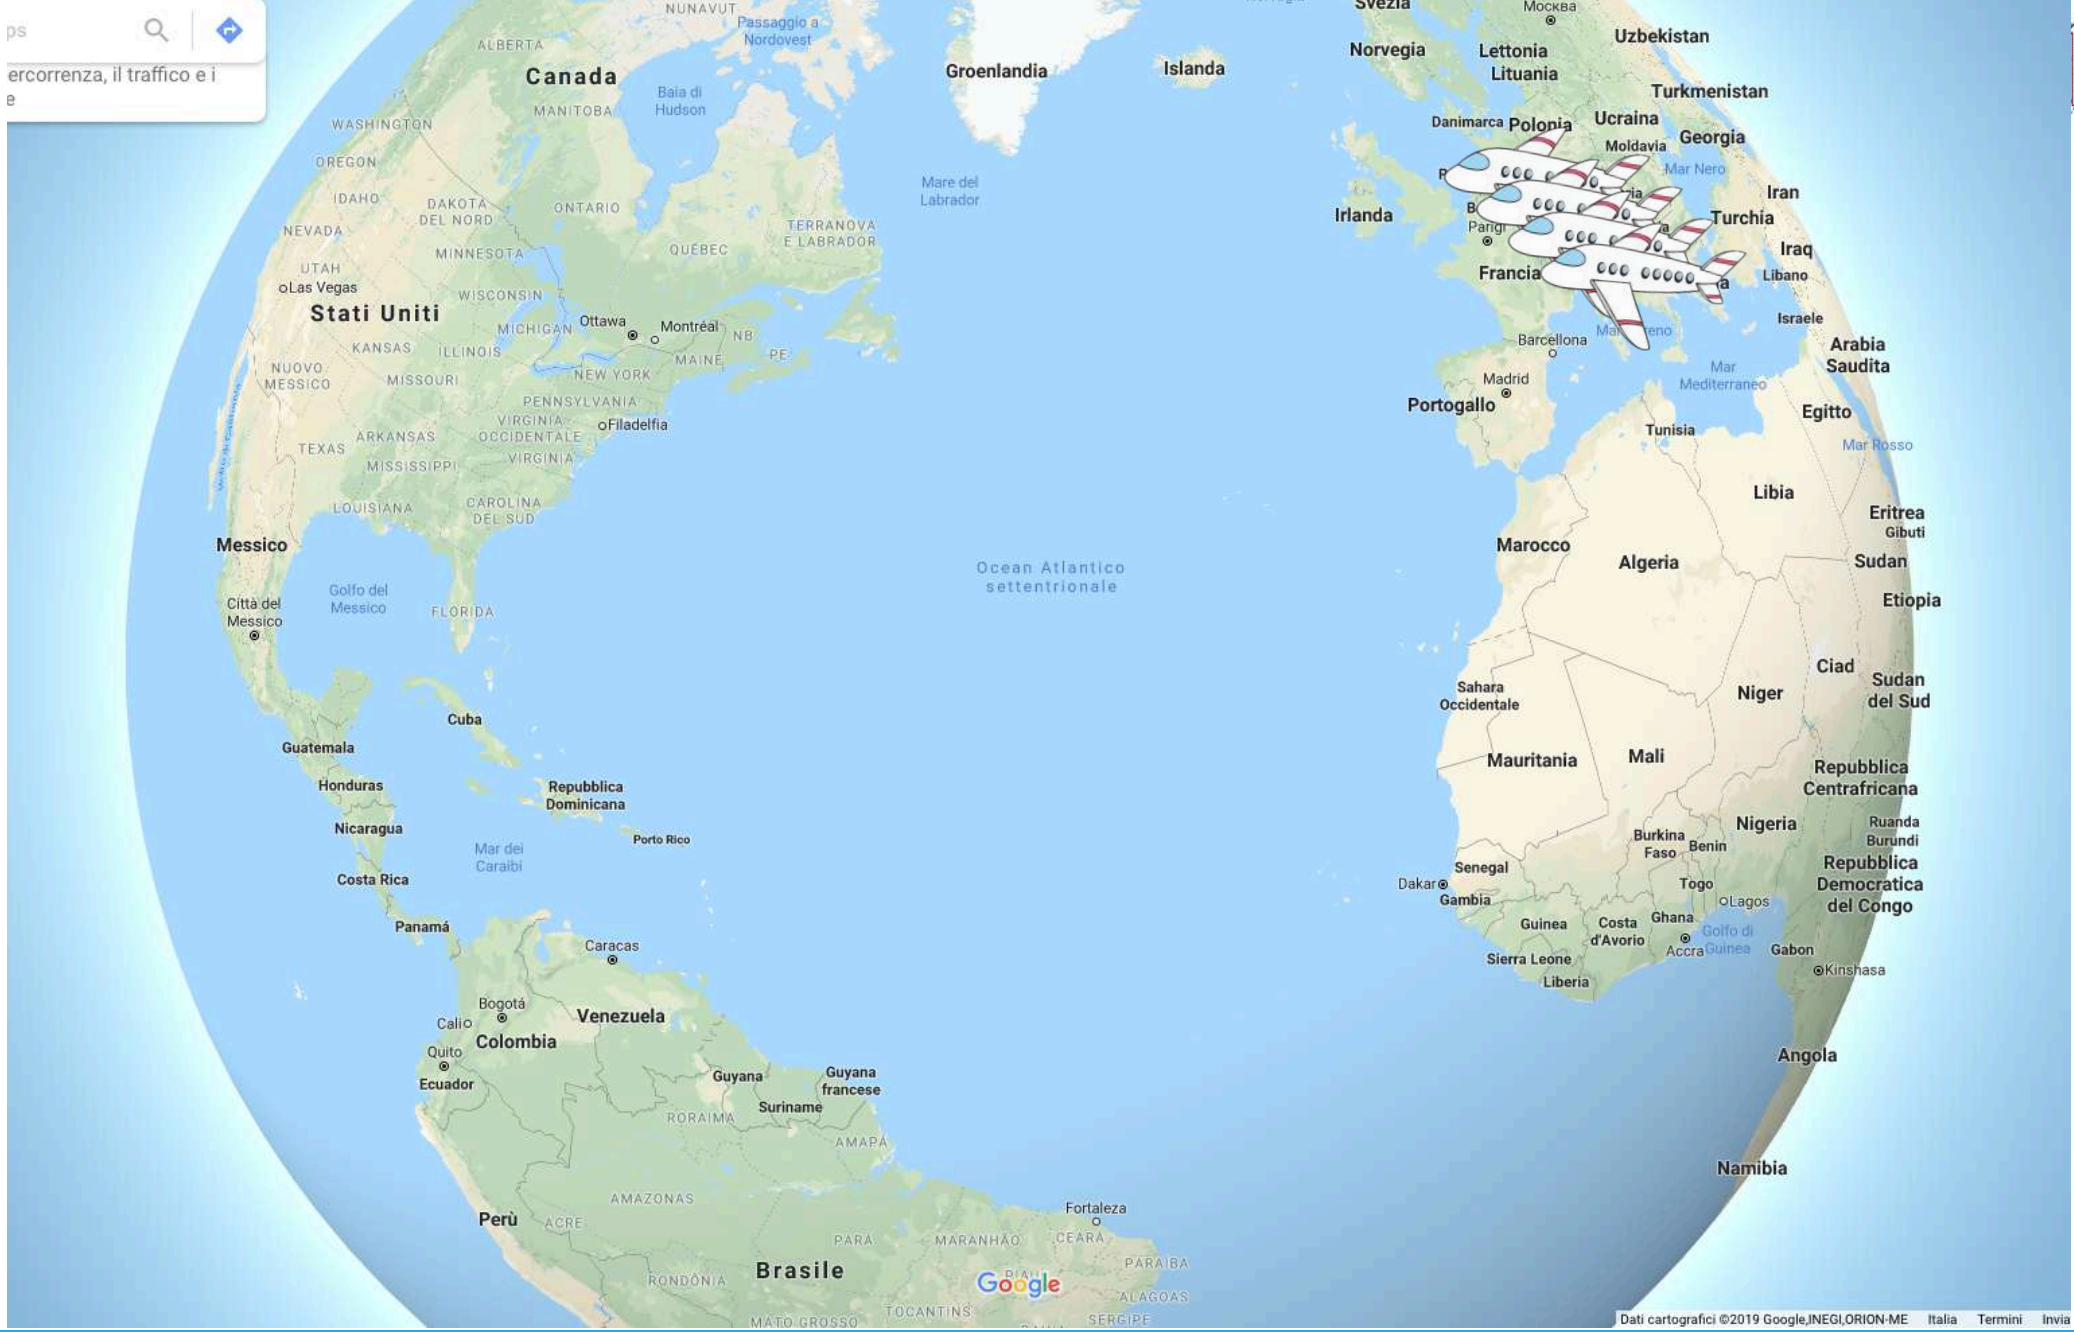 ps
ercorrenza, il traffico e i
e
NUNAVUT
Passaggio a
Nordovest
Svezia
Москва
Uzbekistan
ALBERTA
Canada
Groenlandia
Islanda
Norvegia
Lettonia
Lituania
Turkmenistan
MANITOBA
Baia di
Hudson
WASHINGTON
Danimarca
Polonia
Ucraina
Georgia
Moldavia
OREGON
Mar Nero
IDAHO
DAKOTA
DEL NORD
ONTARIO
Mare del
Labrador
Iran
NEVADA
TERRANOVA
E LABRADOR
Irlanda
Parigi
Turchia
MINNESOTA
QUÉBEC
Iraq
UTAH
Las Vegas
Francia
Libano
WISCONSIN
Stati Uniti
MICHIGAN
Ottawa
Montréal
NB
Israele
KANSAS
ILLINOIS
MAINE
PE
Barcellona
Arabia
Saudita
NUOVO
MESSICO
MISSOURI
NEW YORK
Madrid
Mar
Mediterraneo
PENNSYLVANIA
Portogallo
Egitto
VIRGINIA
OCCIDENTALE
Filadelfia
Tunisia
TEXAS
ARKANSAS
VIRGINIA
Mar Rosso
MISSISSIPPI
Libia
LOUISIANA
CAROLINA
DEL SUD
Eritrea
Gibuti
Messico
Marocco
Algeria
Sudan
Ocean Atlantico
settentrionale
Golfo del
Messico
Città del
Messico
FLORIDA
Etiopia
Ciad
Sahara
Occidentale
Niger
Sudan
del Sud
Cuba
Guatemala
Mauritania
Mali
Honduras
Repubblica
Dominicana
Repubblica
Centrafricana
Nicaragua
Porto Rico
Nigeria
Ruanda
Burundi
Burkina
Faso
Benin
Mar dei
Caraibi
Costa Rica
Senegal
Repubblica
Democratica
del Congo
Dakar
Gambia
Togo
Lagos
Panamá
Guinea
Costa
d'Avorio
Ghana
Golfo di
Guinea
Caracas
Accra
Gabon
Sierra Leone
Kinshasa
Liberia
Bogotá
Cali
Venezuela
Colombia
Quito
Ecuador
Angola
Guyana
Guyana
francese
Suriname
RORAIMA
AMAPÁ
Namibia
AMAZONAS
Fortaleza
Perù
ACRE
PARÁ
MARANHÃO
CEARÁ
Brasile
RONDÔNIA
PIAUÍ
Google
PARAÍBA
ALAGOAS
TOCANTINS
MATO GROSSO
SERGIPE
Dati cartografici ©2019 Google,INEGI,ORION-ME Italia Termini Invia